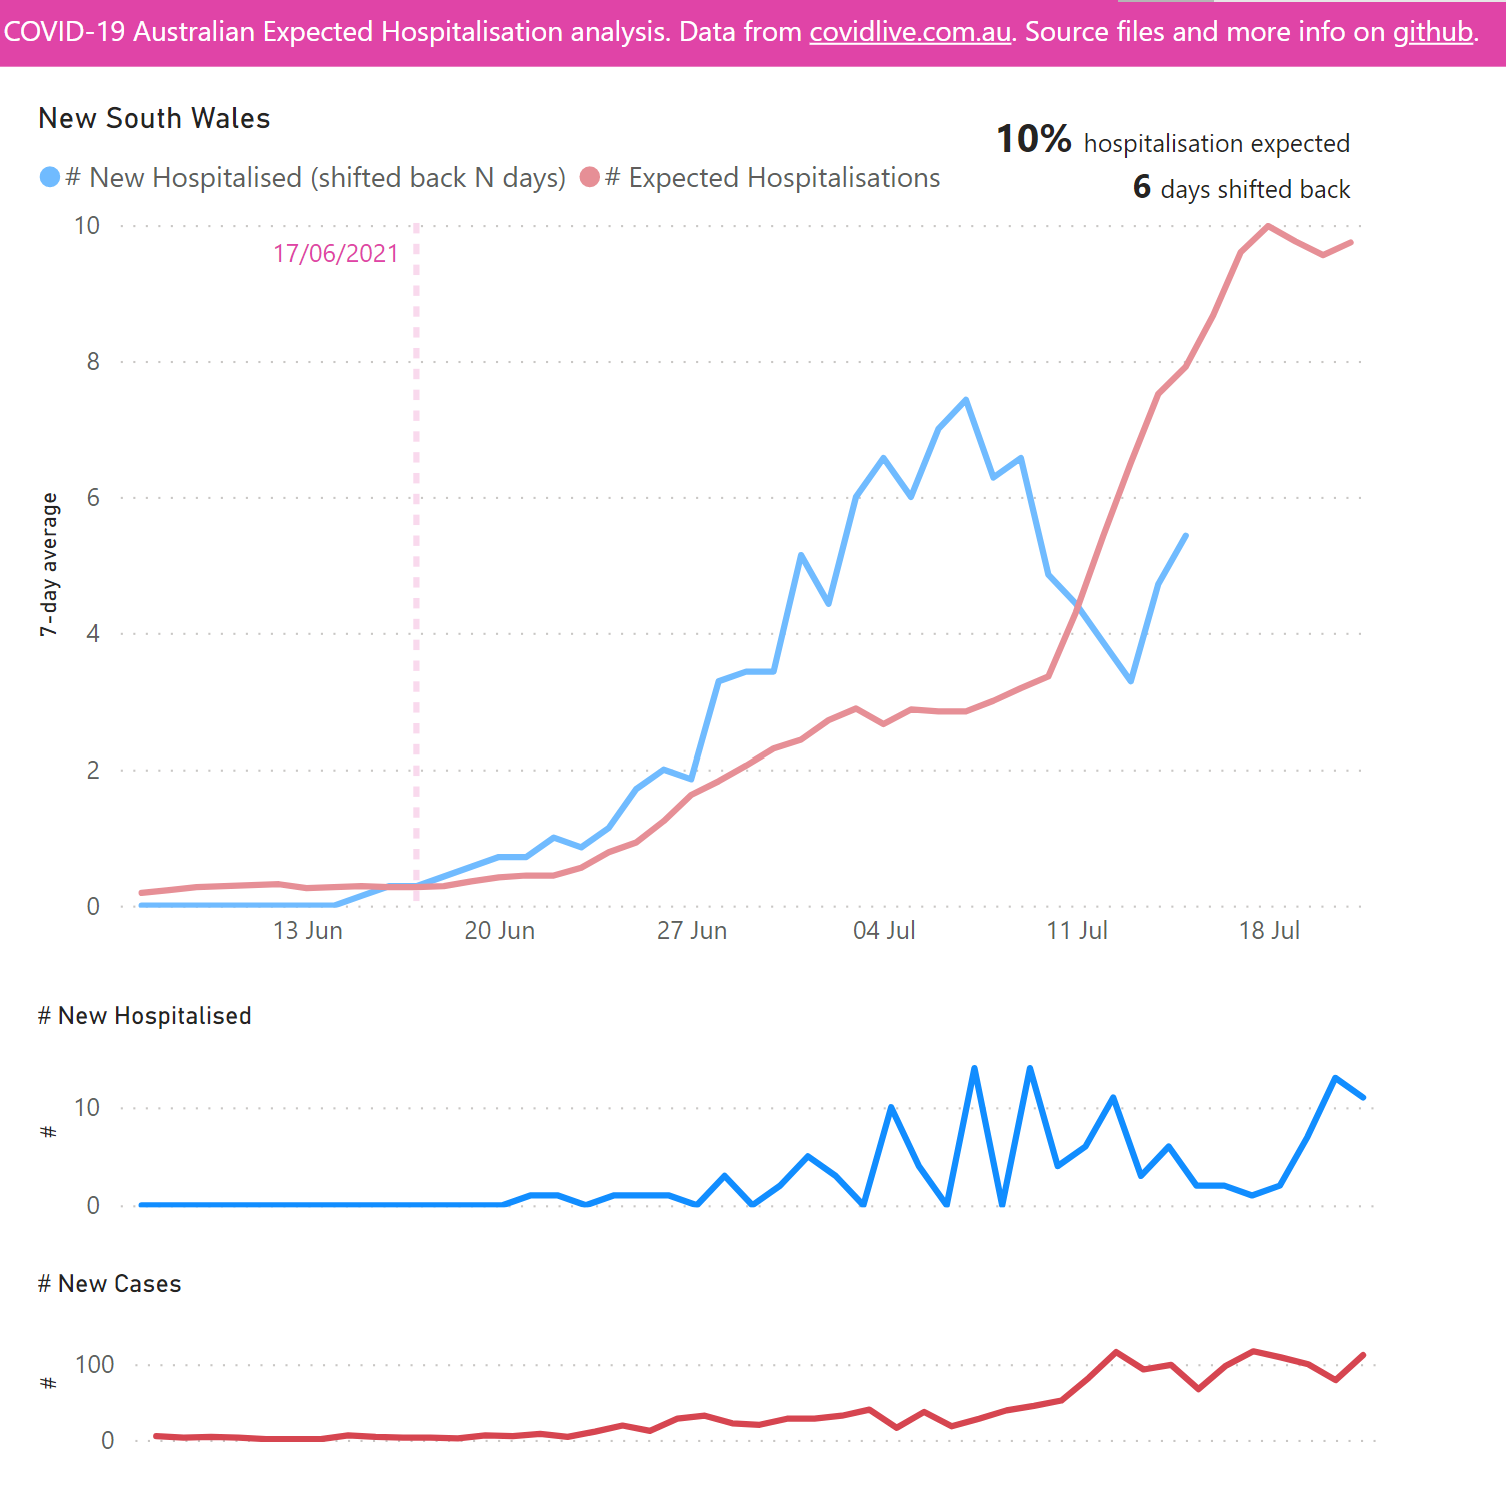 COVID-19 Australian Expected Hospitalisation analysis. Data from covidlive.com.au. Source files and more info on github.
New South Wales
10% hospitalisation expected
# New Hospitalised (shifted back N days) # Expected Hospitalisations
6 days shifted back
10
17/06/2021
8
6
7-day average
4
2
0
13 Jun 20 Jun 27 Jun 04 Jul 11 Jul 18 Jul
# New Hospitalised
10
#
0
# New Cases
100
#
0